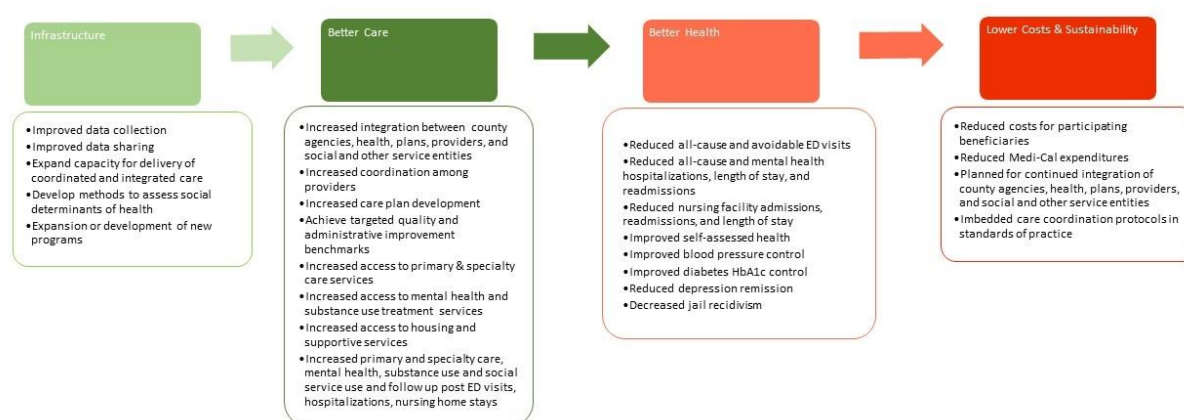 Infrastructure
•Improved data collection
•Improved data sharing
•Expand capacity for delivery of
coordinated and integrated care
•Develop methods to assess social
determinants of health
•Expansion or development of new
programs
Better Care
•Increased integration between county
agencies, health, plans, providers, and
social and other service entities
•Increased coordination among
providers
•Increased care plan development
•Achieve targeted quality and
administrative improvement
benchmarks
•Increased access to primary & specialty
care services
•Increased access to mental health and
substance use treatment services
•Increased access to housing and
supportive services
•Increased primary and specialty care,
mental health, substance use and social
service use and follow up post ED visits,
hospitalizations, nursing home stays
Better Health
•Reduced all-cause and avoidable ED visits
•Reduced all-cause and mental health
hospitalizations, length of stay, and
readmissions
•Reduced nursing facility admissions,
readmissions, and length of stay
•Improved self-assessed health
•Improved blood pressure control
•Improved diabetes HbA1c control
•Reduced depression remission
•Decreased jail recidivism
Lower Costs & Sustainability
•Reduced costs for participating
beneficiaries
•Reduced Medi-Cal expenditures
•Planned for continued integration of
county agencies, health, plans, providers,
and social and other service entities
•Imbedded care coordination protocols in
standards of practice